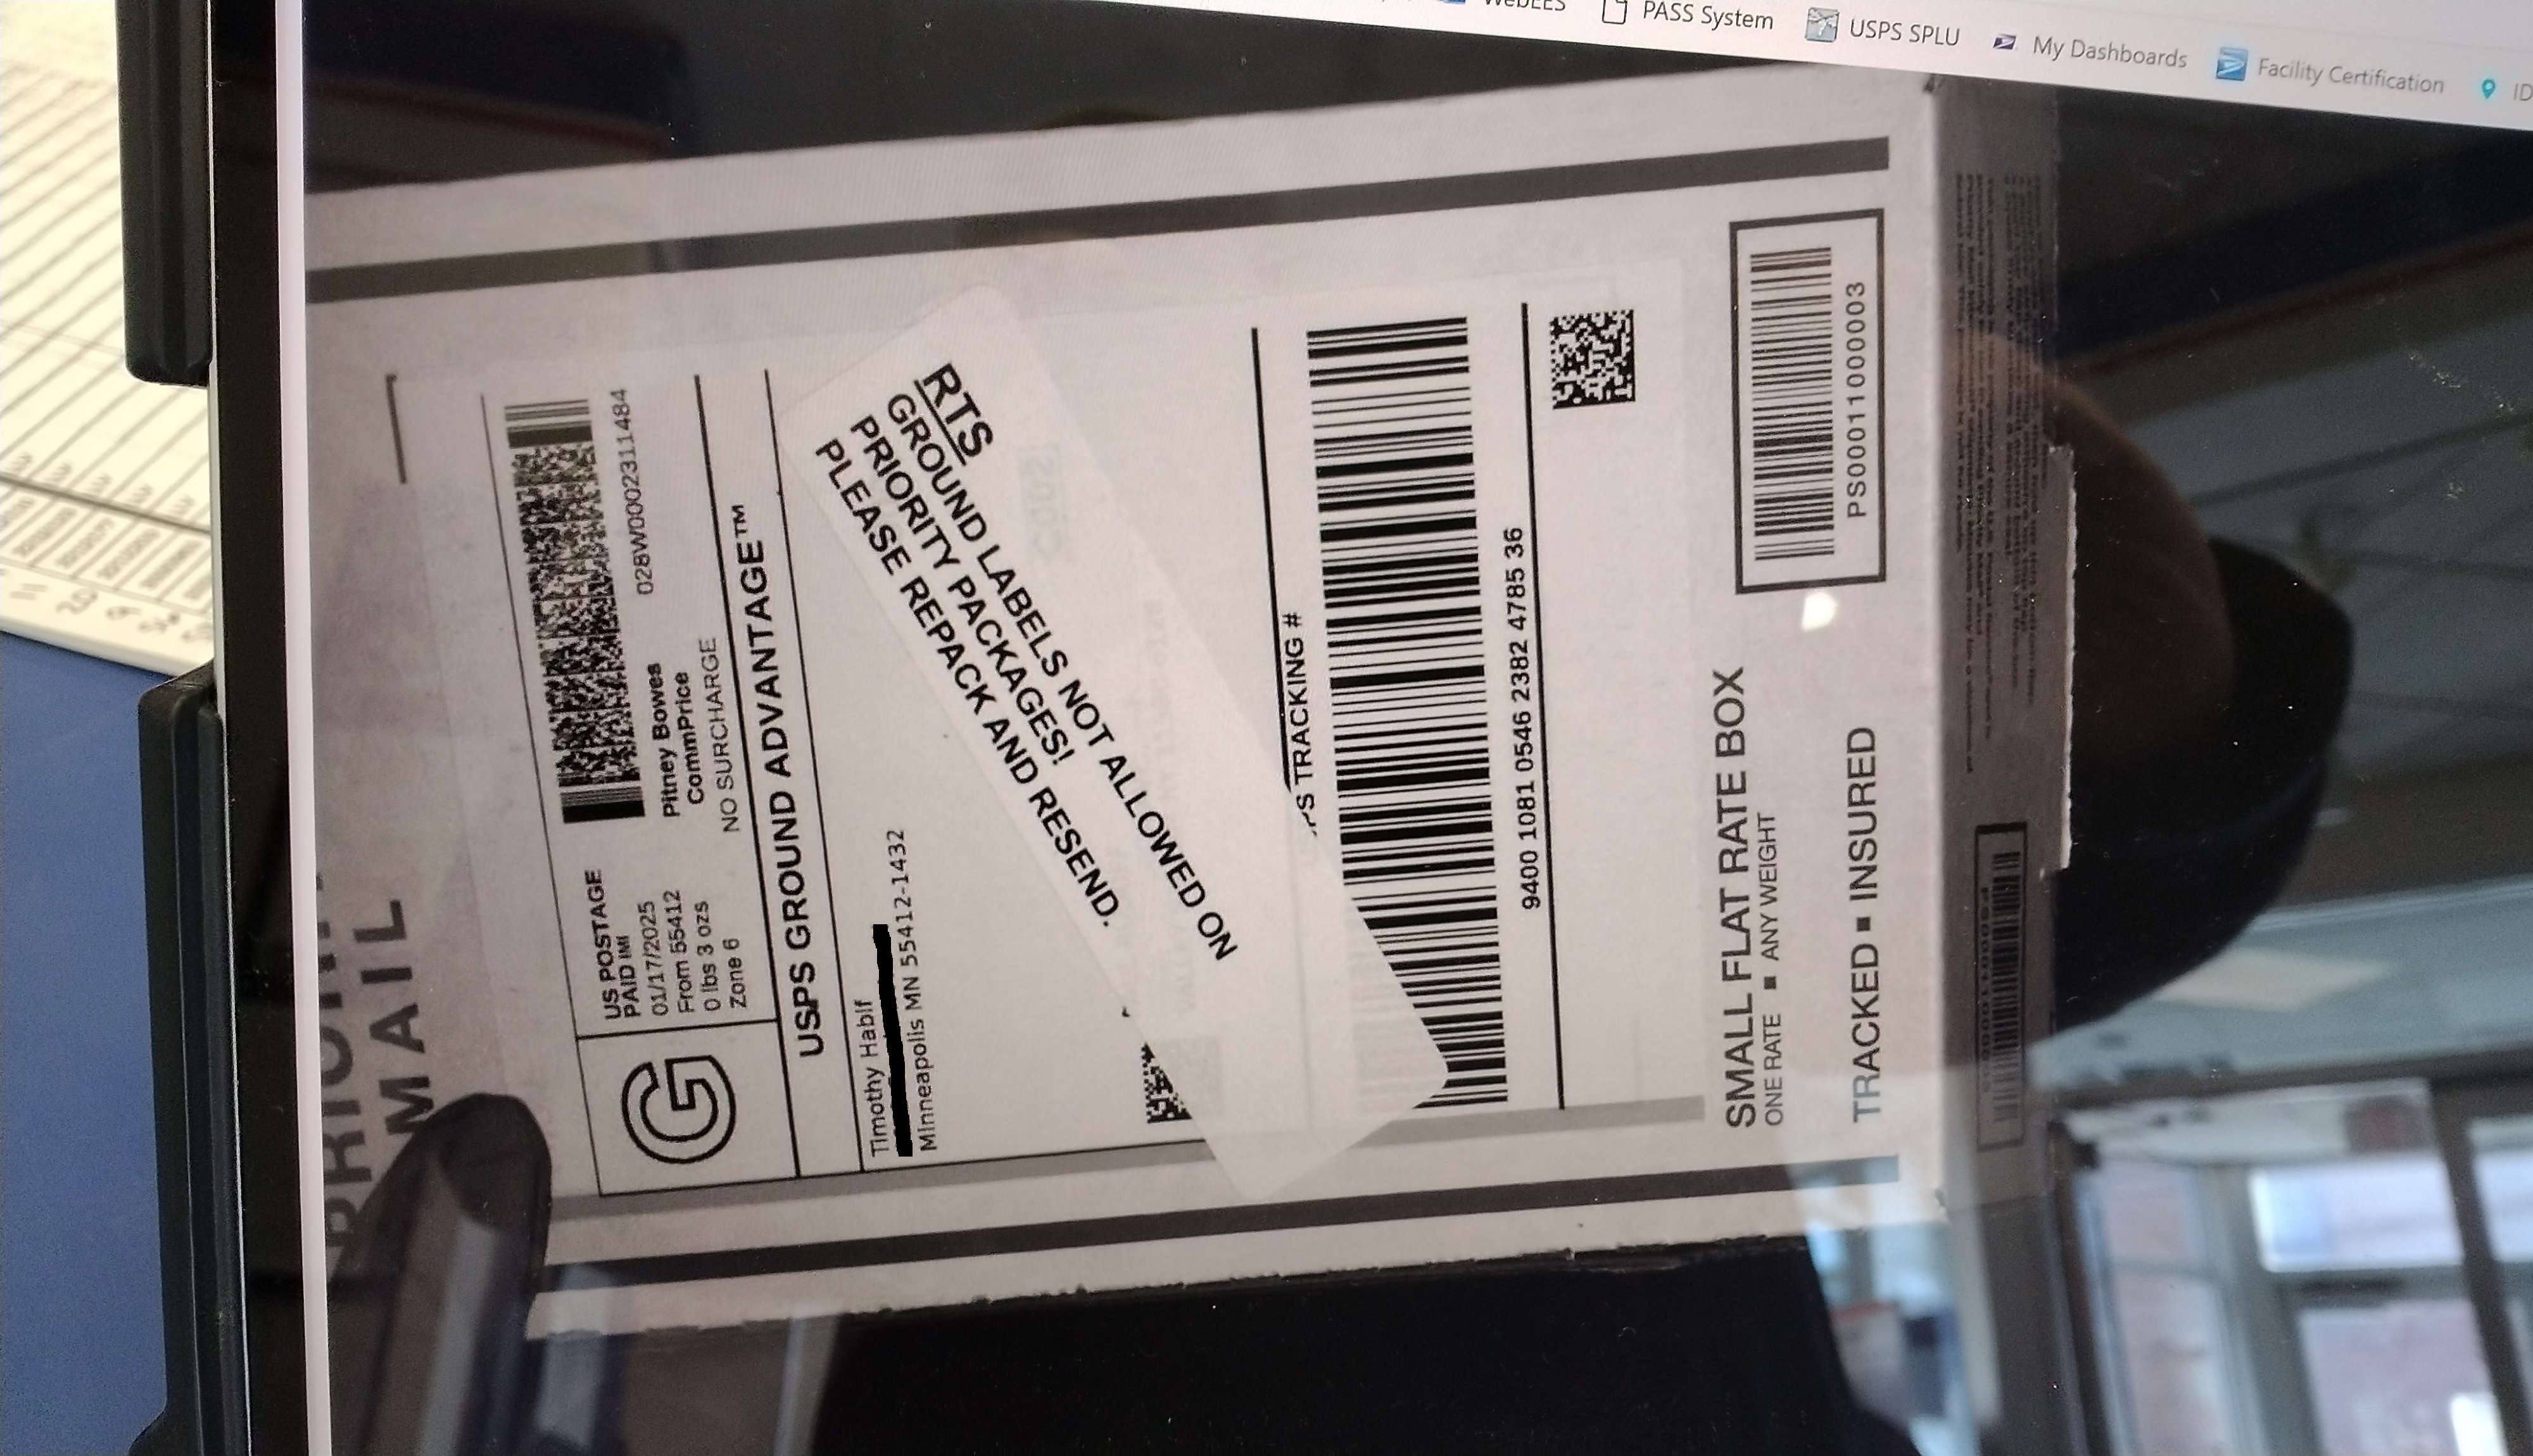 PASS System
USPS SPLU
My Dashboards
Facility Certification
MAIL
G
US POSTAGE
PAID IMI
01/17/2025
From 55412
0 lbs 3 ozs
Zone 6
028W0002311484
Pitney Bowes
CommPrice
NO SURCHARGE
USPS GROUND ADVANTAGE™
Timothy Habif
Minneapolis MN 55412-1432
RTS
GROUND LABELS NOT ALLOWED ON
PRIORITY PACKAGES!
PLEASE REPACK AND RESEND.
TRACKING #
9400 1081 0546 2382 4785 36
SMALL FLAT RATE BOX
ONE RATE ▪ ANY WEIGHT
TRACKED ▪ INSURED
PS00011000003